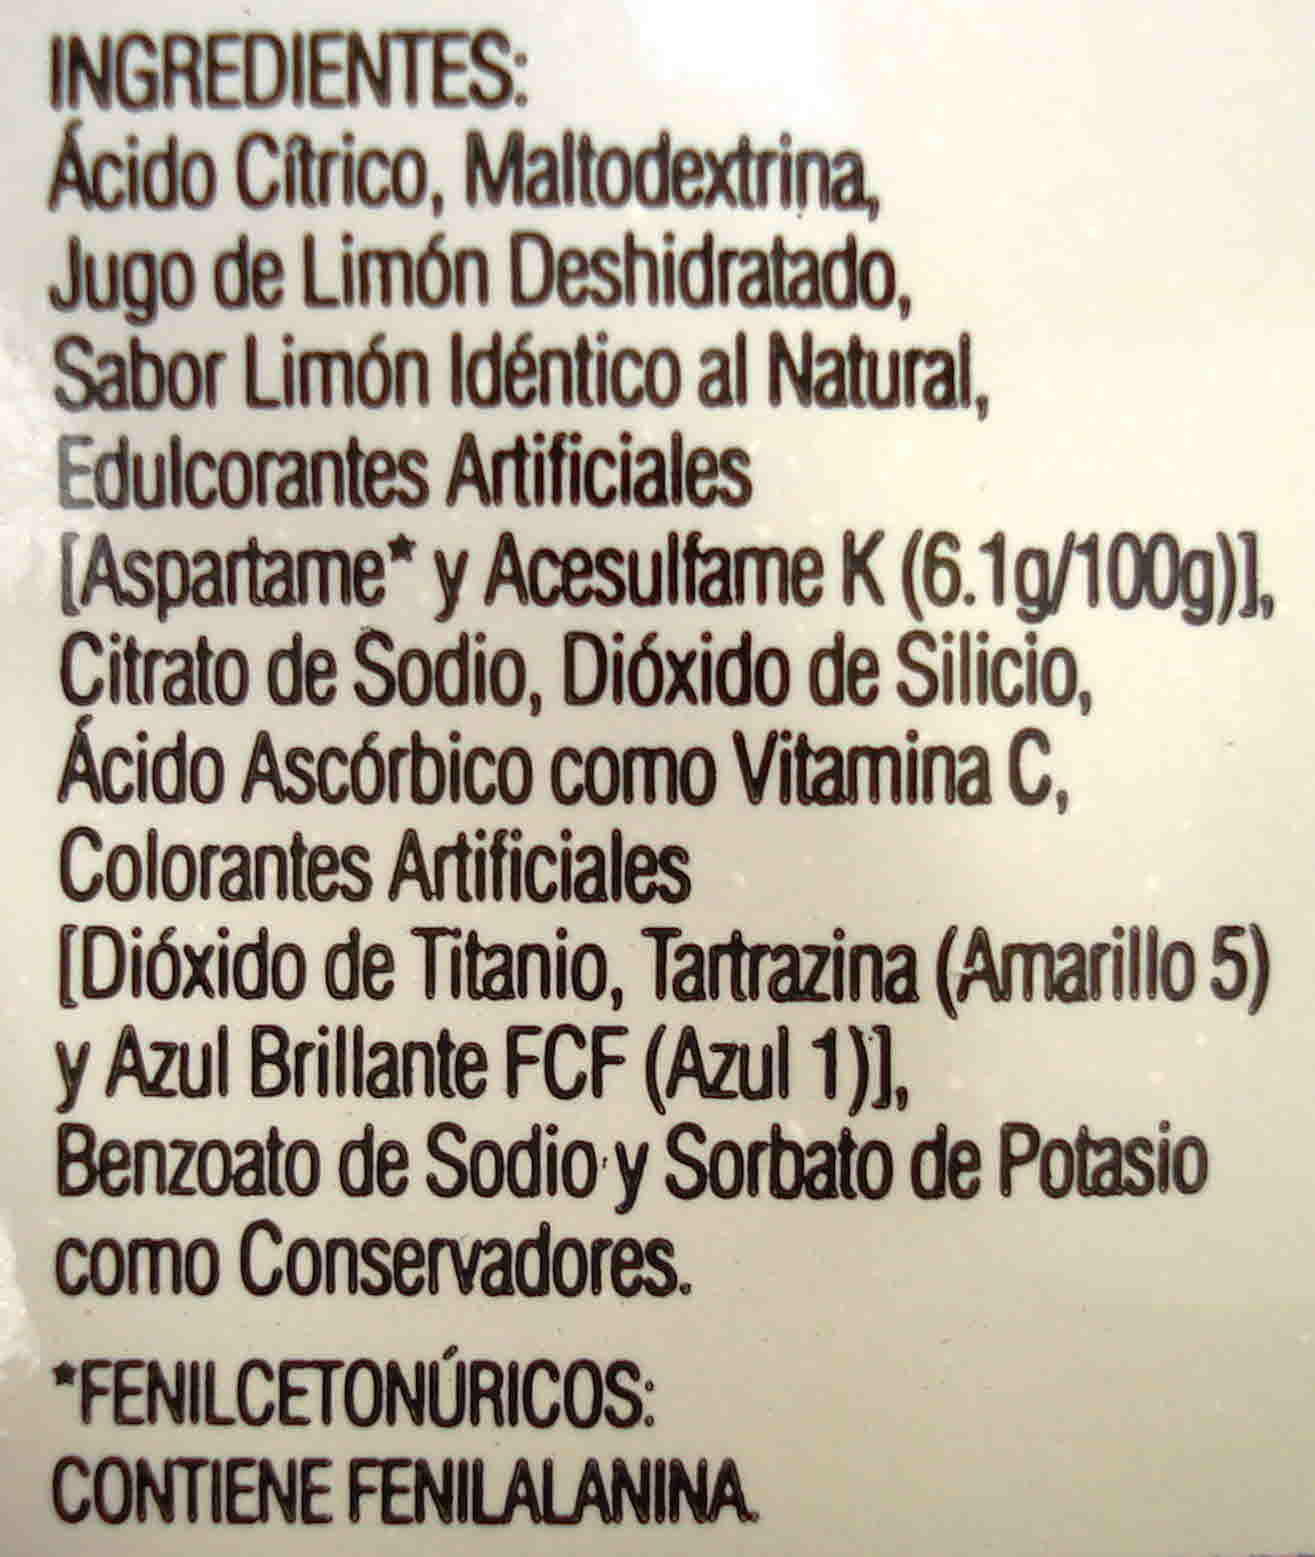 INGREDIENTES:
Ácido Cítrico, Maltodextrina,
Jugo de Limón Deshidratado,
Sabor Limón Idéntico al Natural,
Edulcorantes Artificiales
[Aspartame* y Acesulfame K (6.1g/100g)],
Citrato de Sodio, Dióxido de Silicio,
Ácido Ascórbico como Vitamina C,
Colorantes Artificiales
[Dióxido de Titanio, Tartrazina (Amarillo 5)
y Azul Brillante FCF (Azul 1)],
Benzoato de Sodio y Sorbato de Potasio
como Conservadores.
*FENILCETONÚRICOS:
CONTIENE FENILALANINA.